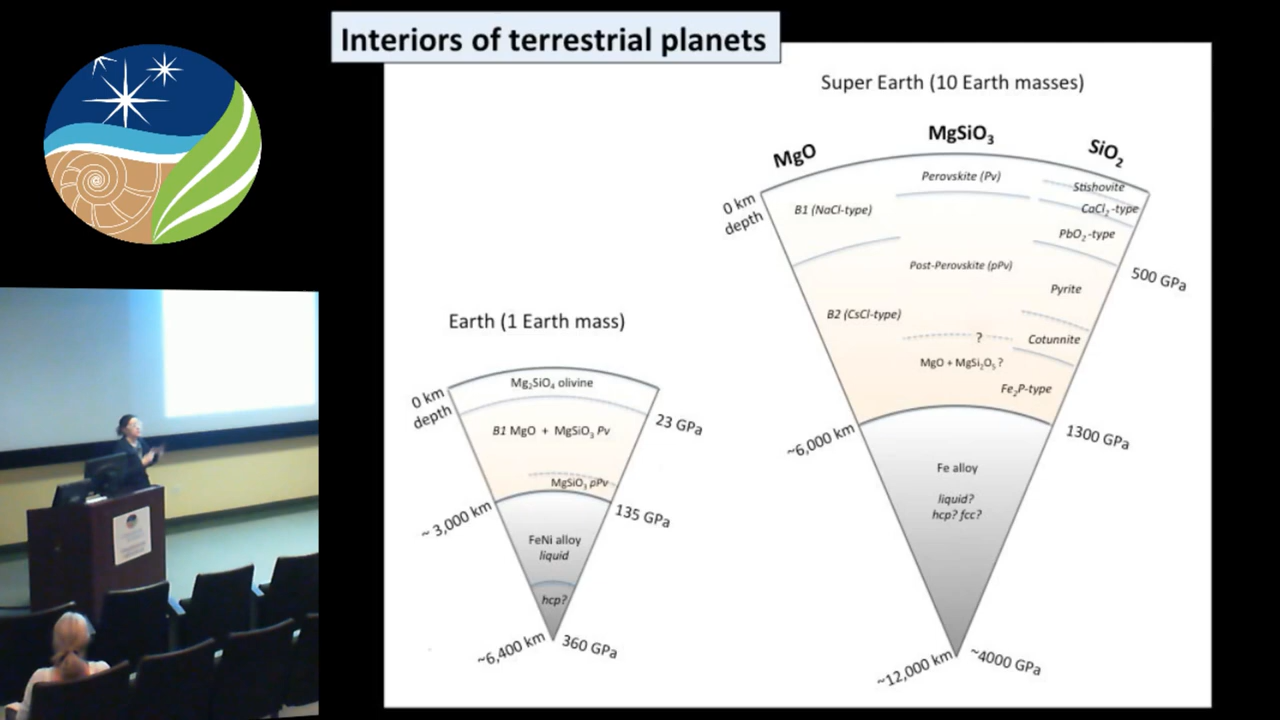 Interiors of terrestrial planets
Super Earth (10 Earth masses)
MgO
MgSiO₃
SiO₂
0 km
depth
Perovskite (Pv)
Stishovite
B1 (NaCl-type)
CaCl₂-type
PbO₂-type
Post-Perovskite (pPv)
500 GPa
Pyrite
B2 (CsCl-type)
?
Cotunnite
MgO + MgSi₂O₅ ?
Fe₂P-type
~6,000 km
1300 GPa
Fe alloy
liquid?
hcp? fcc?
~12,000 km
~4000 GPa
Earth (1 Earth mass)
0 km
depth
Mg₂SiO₄ olivine
23 GPa
B1 MgO + MgSiO₃ Pv
MgSiO₃ pPv
~ 3,000 km
135 GPa
FeNi alloy
liquid
hcp?
~6,400 km
360 GPa